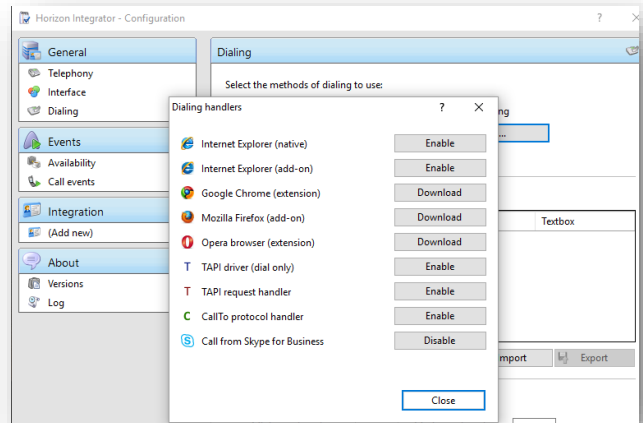 Horizon Integrator - Configuration
? X
General
Telephony
Interface
Dialing
Events
Availability
Call events
Integration
(Add new)
About
Versions
Log
Dialing
Select the methods of dialing to use:
ng
...
Textbox
mport
Export
Dialing handlers
? X
Internet Explorer (native) Enable
Internet Explorer (add-on) Enable
Google Chrome (extension) Download
Mozilla Firefox (add-on) Download
Opera browser (extension) Download
T TAPI driver (dial only) Enable
T TAPI request handler Enable
C CallTo protocol handler Enable
S Call from Skype for Business Disable
Close